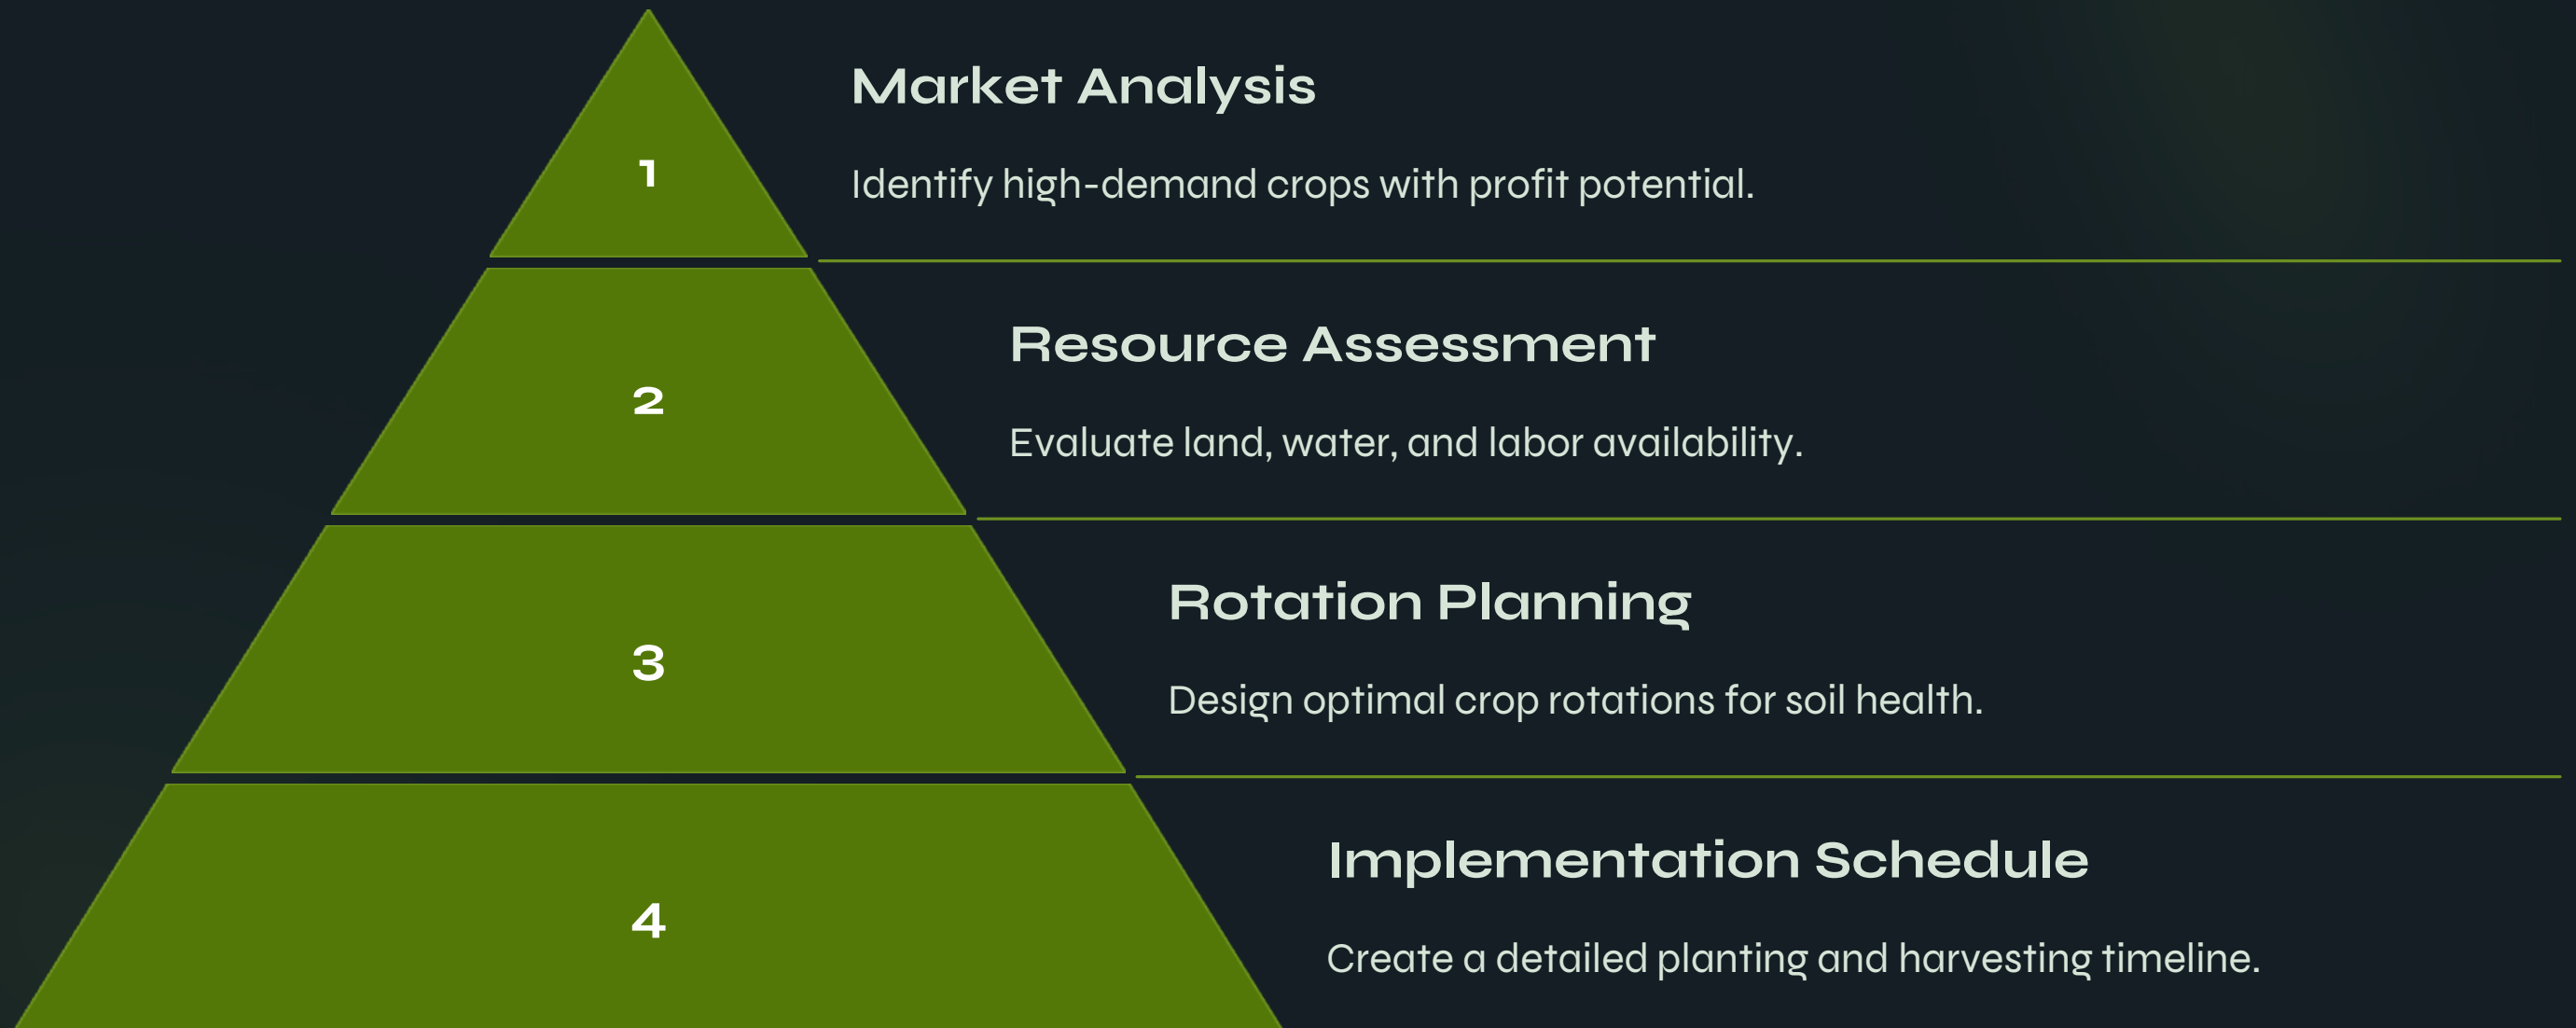 Market Analysis
1
Identify high-demand crops with profit potential.
Resource Assessment
2
Evaluate land, water, and labor availability.
Rotation Planning
3
Design optimal crop rotations for soil health.
Implementation Schedule
4
Create a detailed planting and harvesting timeline.